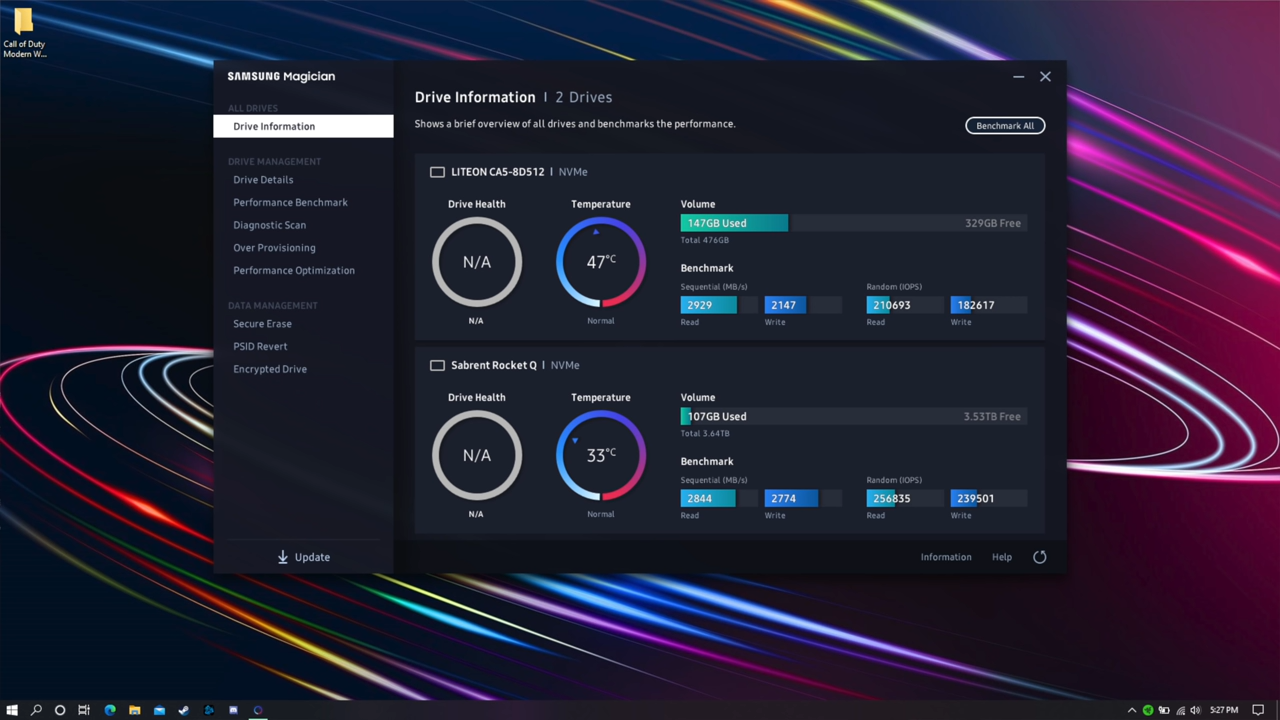 Call of Duty
Modern W...
SAMSUNG Magician
ALL DRIVES
Drive Information
DRIVE MANAGEMENT
Drive Details
Performance Benchmark
Diagnostic Scan
Over Provisioning
Performance Optimization
DATA MANAGEMENT
Secure Erase
PSID Revert
Encrypted Drive
Update
Drive Information | 2 Drives
Shows a brief overview of all drives and benchmarks the performance.
Benchmark All
LITEON CA5-8D512 | NVMe
Drive Health
N/A
N/A
Temperature
47°C
Normal
Volume
147GB Used 329GB Free
Total 476GB
Benchmark
Sequential (MB/s) Random (IOPS)
2929 2147 210693 182617
Read Write Read Write
Sabrent Rocket Q | NVMe
Drive Health
N/A
N/A
Temperature
33°C
Normal
Volume
107GB Used 3.53TB Free
Total 3.64TB
Benchmark
Sequential (MB/s) Random (IOPS)
2844 2774 256835 239501
Read Write Read Write
Information Help
5:27 PM